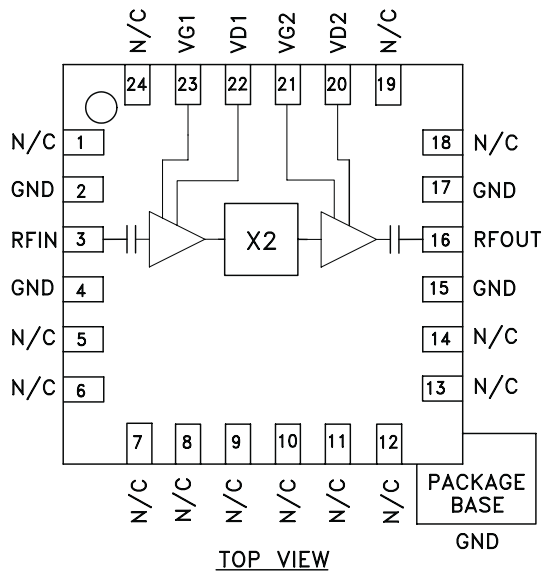 N/C
VG1
VD1
VG2
VD2
N/C
24
23
22
21
20
19
N/C 1
18 N/C
GND 2
17 GND
RFIN 3
X2
16 RFOUT
GND 4
15 GND
N/C 5
14 N/C
N/C 6
13 N/C
7
8
9
10
11
12
N/C
N/C
N/C
N/C
N/C
N/C
PACKAGE
BASE
GND
TOP VIEW